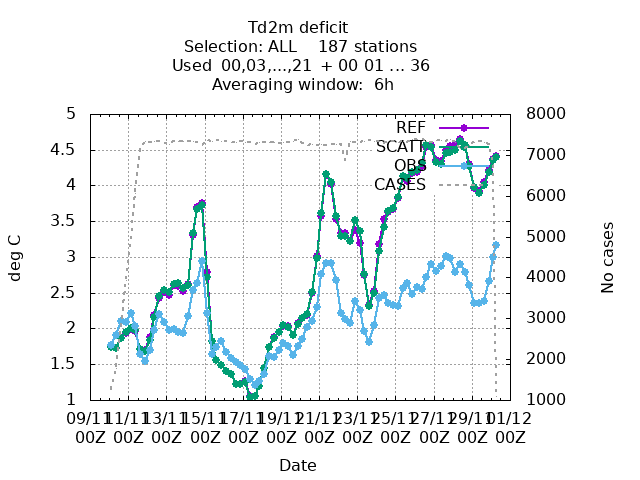 Td2m deficit
Selection: ALL    187 stations
Used  00,03,...,21  + 00 01 ... 36
Averaging window:  6h
5 8000
REF
4.5 SCATT 7000
OBS
4 CASES 6000
3.5 5000
deg C 3 4000 No cases
2.5 3000
2 2000
1.5
1 1000
09/11 11/11 13/11 15/11 17/11 19/11 21/11 23/11 25/11 27/11 29/11 01/12
00Z 00Z 00Z 00Z 00Z 00Z 00Z 00Z 00Z 00Z 00Z 00Z
Date